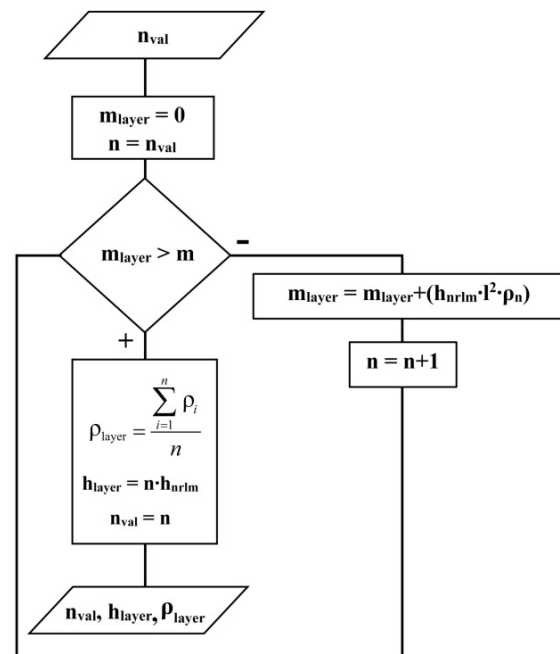 n_val
m_layer = 0
n = n_val
m_layer > m
−
m_layer = m_layer+(h_nrlm·l²·ρ_n)
n = n+1
+
ρ_layer = (∑_{i=1}^{n} ρ_i)/n
h_layer = n·h_nrlm
n_val = n
n_val, h_layer, ρ_layer